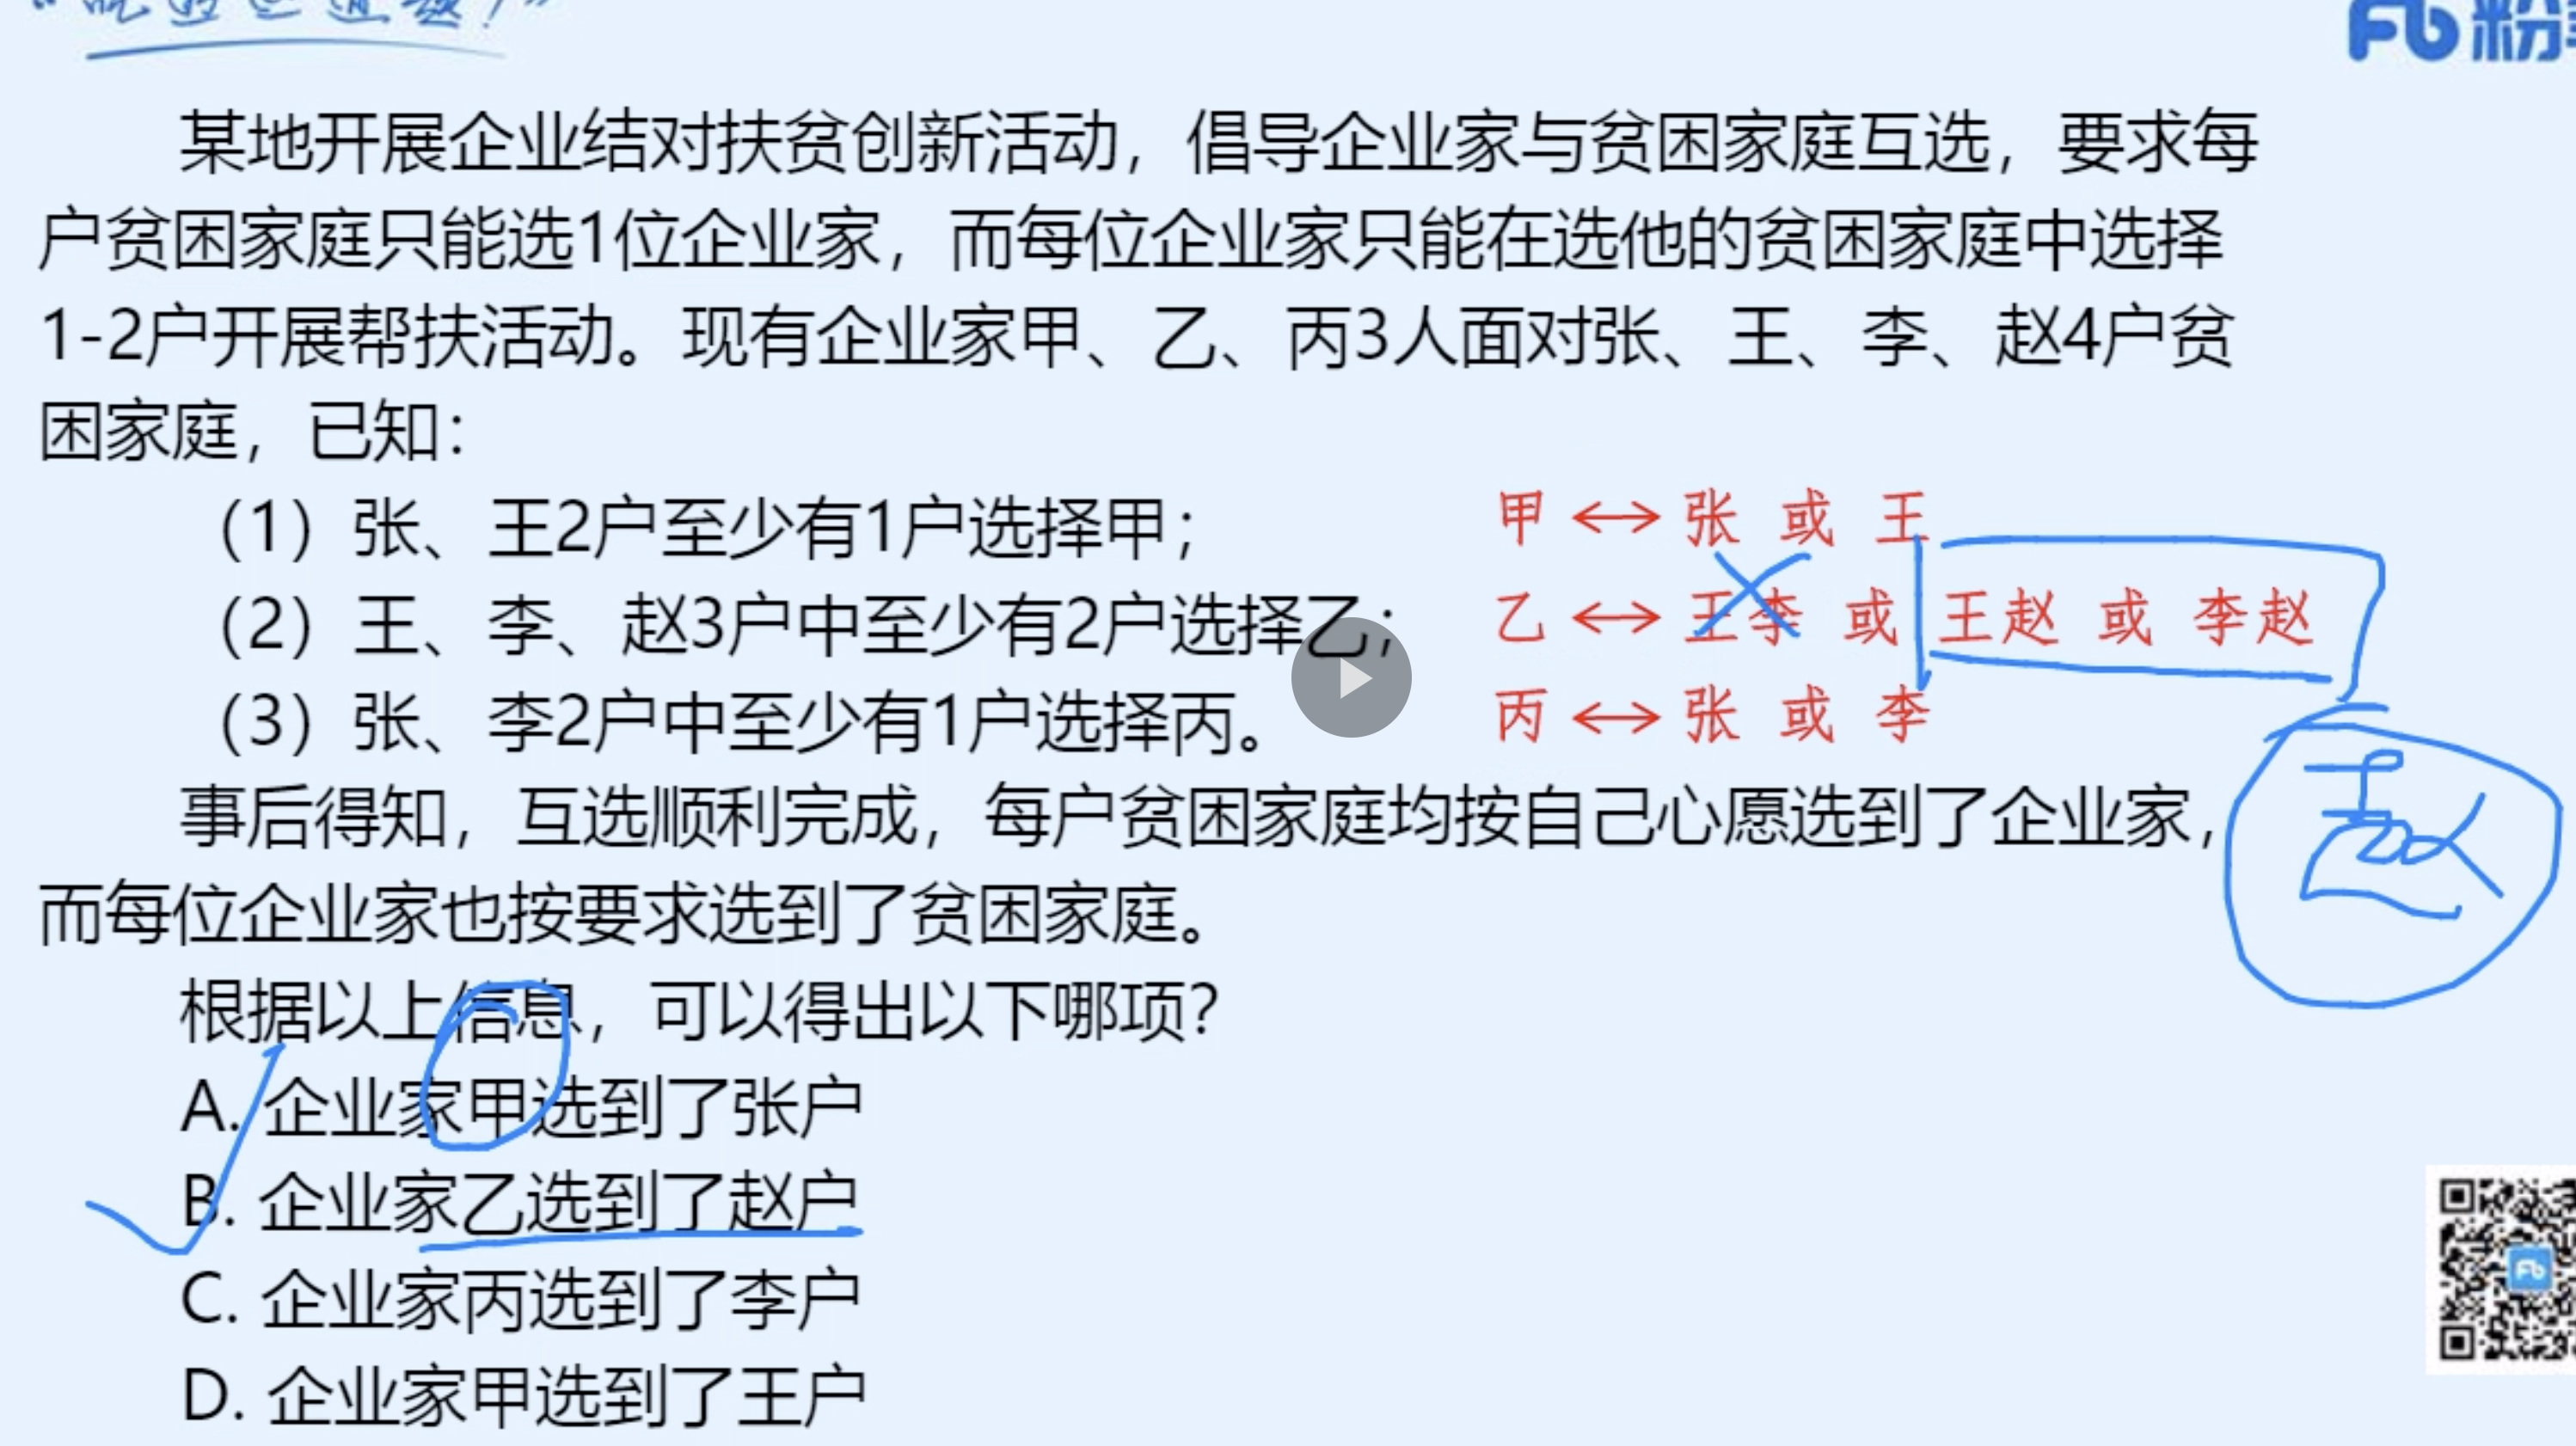 某地开展企业结对扶贫创新活动，倡导企业家与贫困家庭互选，要求每
户贫困家庭只能选1位企业家，而每位企业家只能在选他的贫困家庭中选择
1-2户开展帮扶活动。现有企业家甲、乙、丙3人面对张、王、李、赵4户贫
困家庭，已知：
（1）张、王2户至少有1户选择甲；
甲 ↔ 张 或 王
（2）王、李、赵3户中至少有2户选择乙；
乙 ↔ 王李 或 王赵 或 李赵
（3）张、李2户中至少有1户选择丙。
丙 ↔ 张 或 李
事后得知，互选顺利完成，每户贫困家庭均按自己心愿选到了企业家，
而每位企业家也按要求选到了贫困家庭。
根据以上信息，可以得出以下哪项？
A. 企业家甲选到了张户
B. 企业家乙选到了赵户
C. 企业家丙选到了李户
D. 企业家甲选到了王户